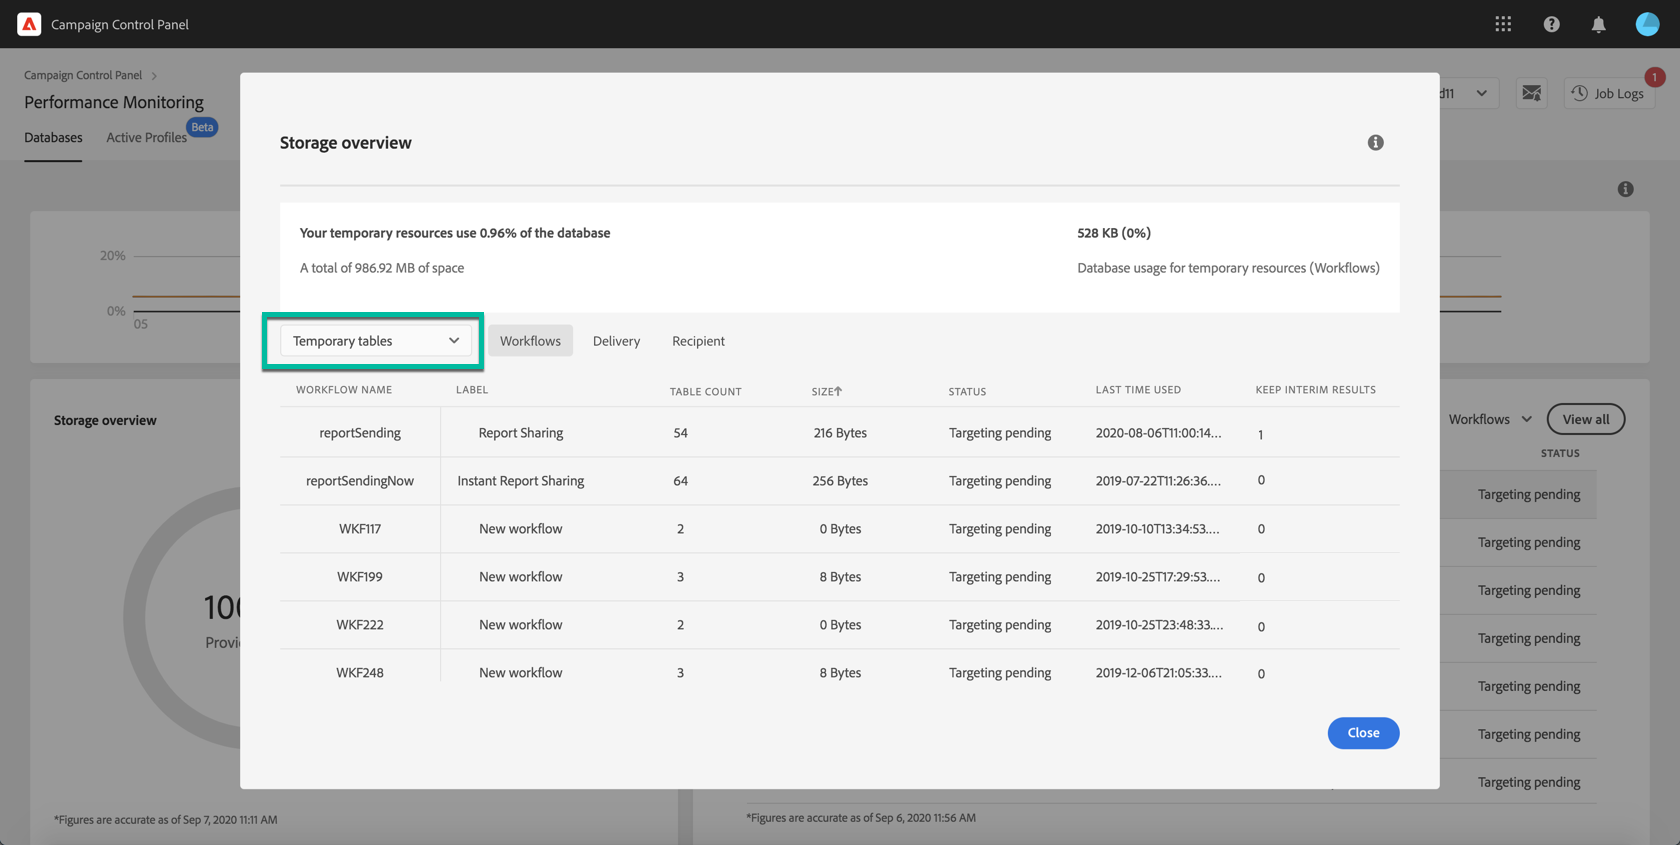 Campaign Control Panel
Campaign Control Panel
Performance Monitoring
Databases
Active Profiles
Beta
d11
Job Logs
1
Storage overview
Your temporary resources use 0.96% of the database
A total of 986.92 MB of space
528 KB (0%)
Database usage for temporary resources (Workflows)
20%
0%
05
Temporary tables
Workflows
Delivery
Recipient
WORKFLOW NAME LABEL TABLE COUNT SIZE STATUS LAST TIME USED KEEP INTERIM RESULTS
reportSending Report Sharing 54 216 Bytes Targeting pending 2020-08-06T11:00:14... 1
reportSendingNow Instant Report Sharing 64 256 Bytes Targeting pending 2019-07-22T11:26:36.... 0
WKF117 New workflow 2 0 Bytes Targeting pending 2019-10-10T13:34:53.... 0
WKF199 New workflow 3 8 Bytes Targeting pending 2019-10-25T17:29:53.... 0
WKF222 New workflow 2 0 Bytes Targeting pending 2019-10-25T23:48:33.... 0
WKF248 New workflow 3 8 Bytes Targeting pending 2019-12-06T21:05:33.... 0
Close
Storage overview
100
*Figures are accurate as of Sep 7, 2020 11:11 AM
Workflows
View all
STATUS
Targeting pending
Targeting pending
Targeting pending
Targeting pending
Targeting pending
Targeting pending
Targeting pending
*Figures are accurate as of Sep 6, 2020 11:56 AM